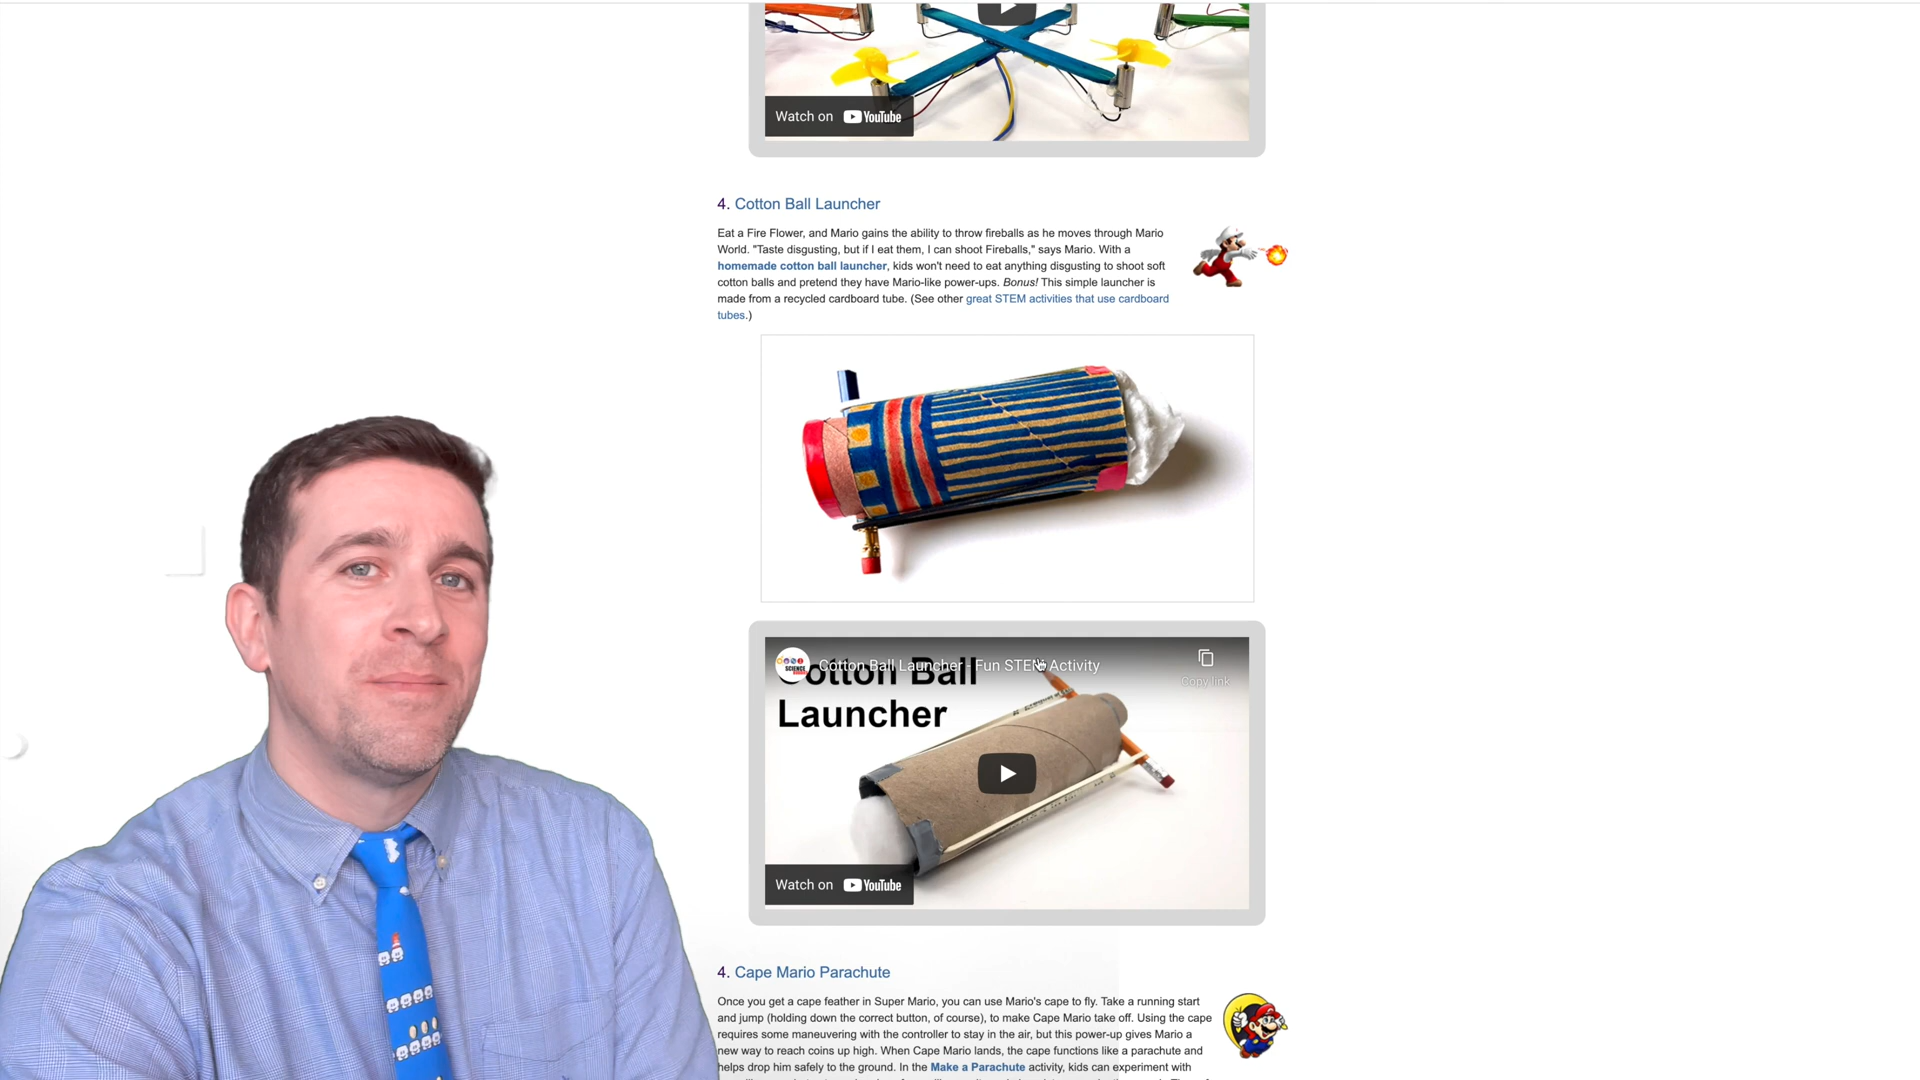 Watch on YouTube
4. Cotton Ball Launcher
Eat a Fire Flower, and Mario gains the ability to throw fireballs as he moves through Mario
World. "Taste disgusting, but if I eat them, I can shoot Fireballs," says Mario. With a
homemade cotton ball launcher, kids won't need to eat anything disgusting to shoot soft
cotton balls and pretend they have Mario-like power-ups. Bonus! This simple launcher is
made from a recycled cardboard tube. (See other great STEM activities that use cardboard
tubes.)
SCIENCE
Cotton Ball Launcher - Fun STEM Activity
Copy link
Cotton Ball
Launcher
Watch on YouTube
4. Cape Mario Parachute
Once you get a cape feather in Super Mario, you can use Mario's cape to fly. Take a running start
and jump (holding down the correct button, of course), to make Cape Mario take off. Using the cape
requires some maneuvering with the controller to stay in the air, but this power-up gives Mario a
new way to reach coins up high. When Cape Mario lands, the cape functions like a parachute and
helps drop him safely to the ground. In the Make a Parachute activity, kids can experiment with